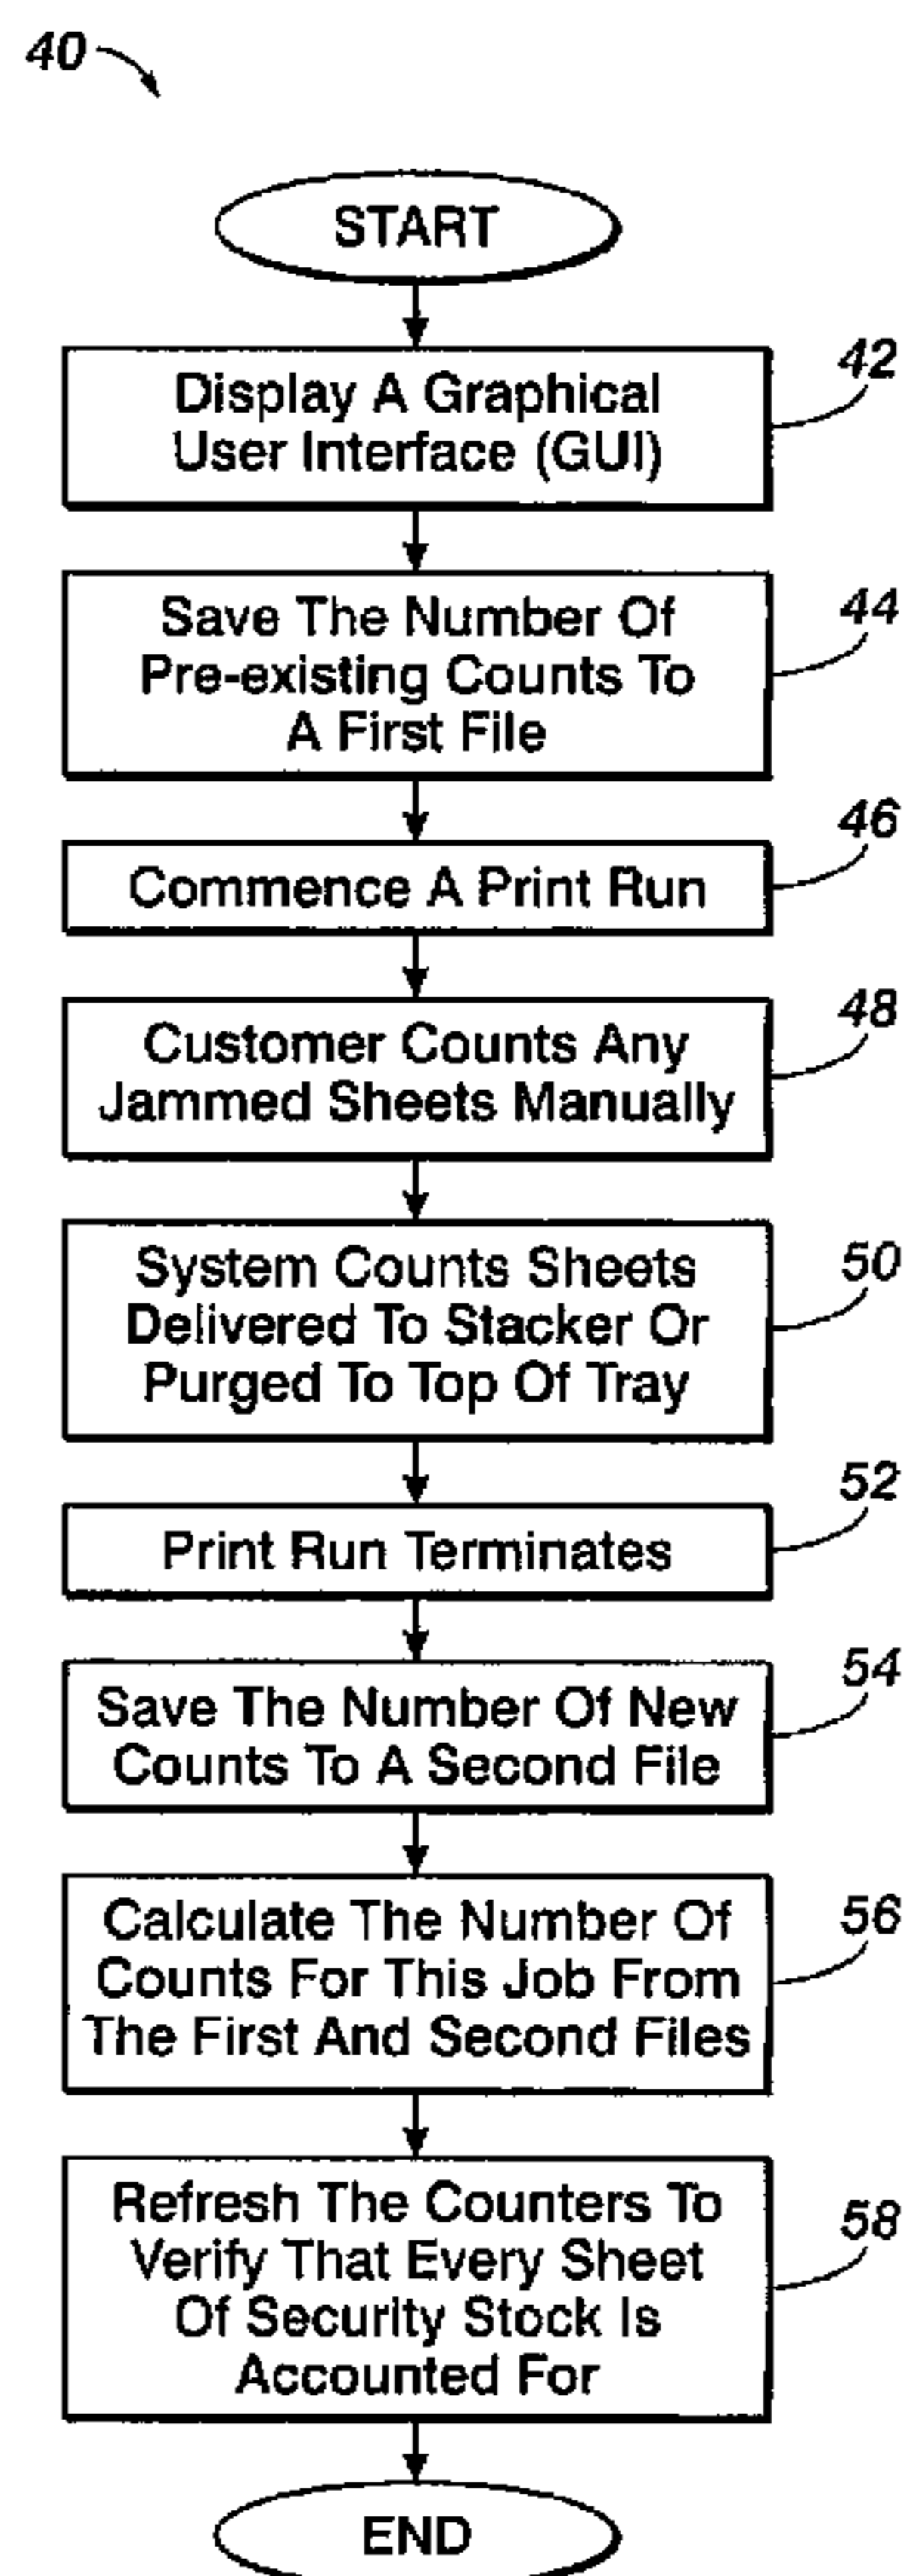 40
START
Display A Graphical
User Interface (GUI)
42
Save The Number Of
Pre-existing Counts To
A First File
44
Commence A Print Run
46
Customer Counts Any
Jammed Sheets Manually
48
System Counts Sheets
Delivered To Stacker Or
Purged To Top Of Tray
50
Print Run Terminates
52
Save The Number Of New
Counts To A Second File
54
Calculate The Number Of
Counts For This Job From
The First And Second Files
56
Refresh The Counters To
Verify That Every Sheet
Of Security Stock Is
Accounted For
58
END